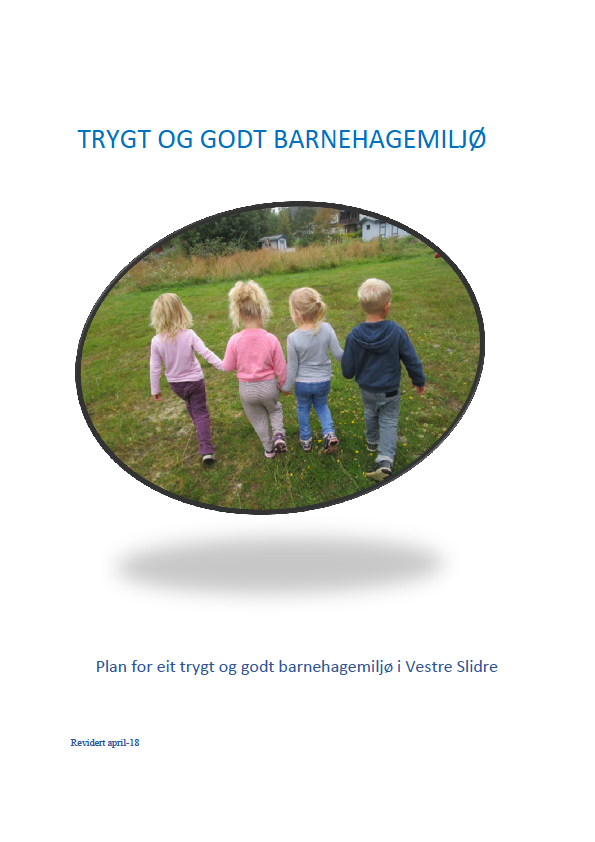 TRYGT OG GODT BARNEHAGEMILJØ
Plan for eit trygt og godt barnehagemiljø i Vestre Slidre
Revidert april-18